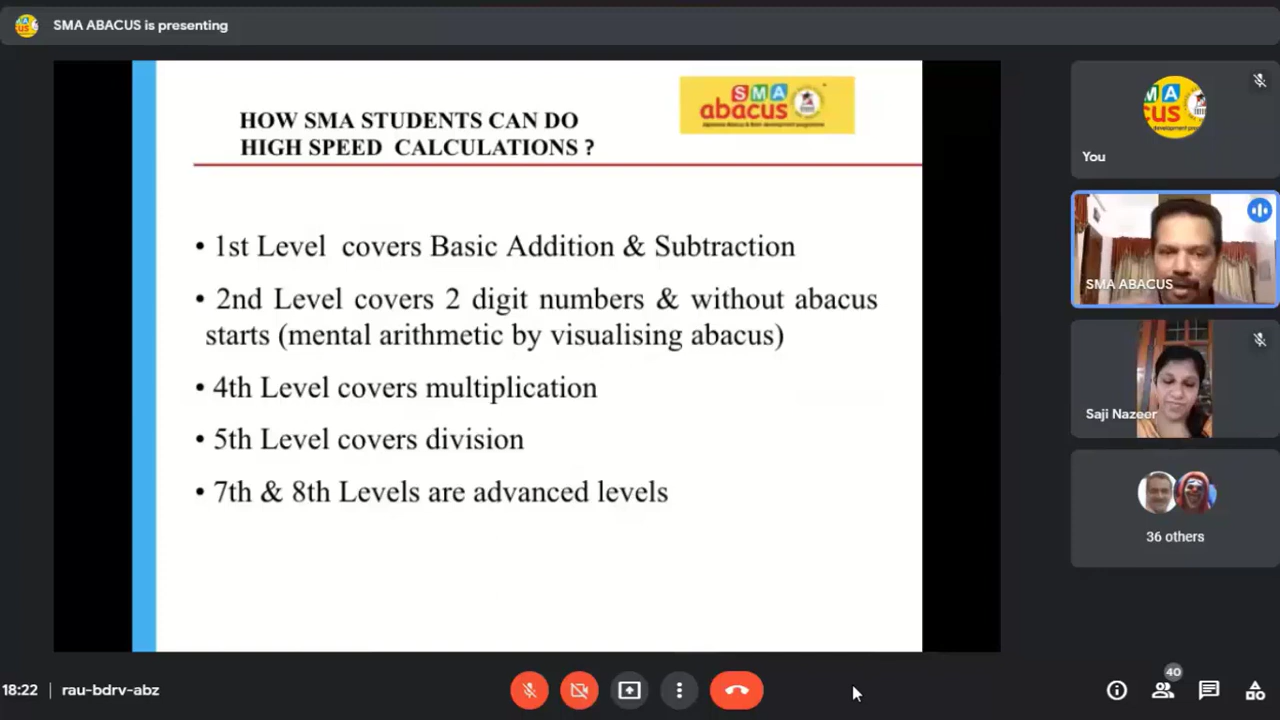 SMA ABACUS is presenting
HOW SMA STUDENTS CAN DO
HIGH SPEED CALCULATIONS ?
SMA
abacus
• 1st Level covers Basic Addition & Subtraction
• 2nd Level covers 2 digit numbers & without abacus
starts (mental arithmetic by visualising abacus)
• 4th Level covers multiplication
• 5th Level covers division
• 7th & 8th Levels are advanced levels
You
SMA ABACUS
Saji Nazeer
36 others
18:22 | rau-bdrv-abz
40